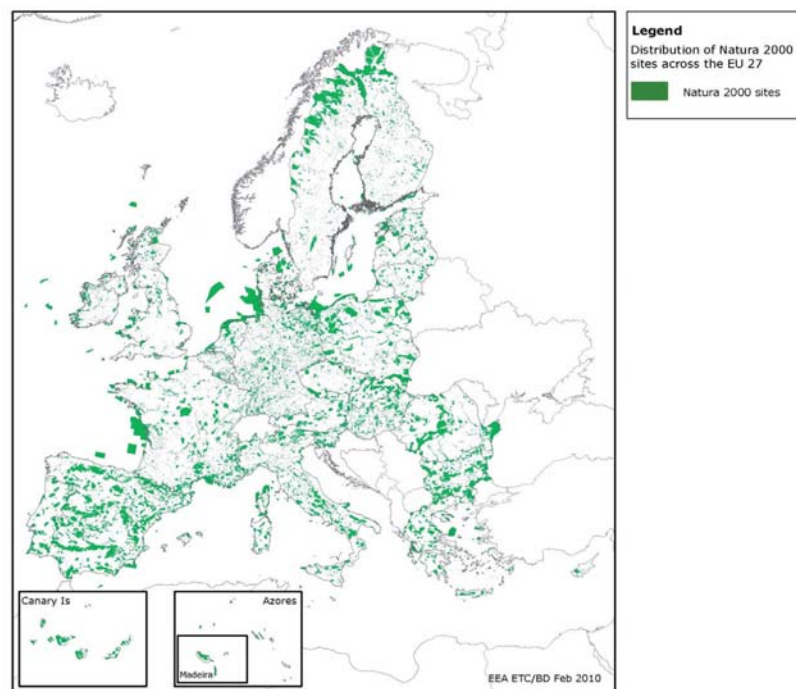 Legend
Distribution of Natura 2000
sites across the EU 27
Natura 2000 sites
Canary Is
Azores
Madeira
EEA ETC/BD Feb 2010